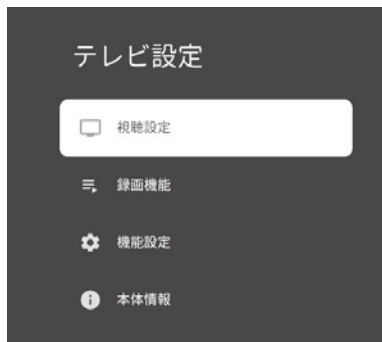 テレビ設定
視聴設定
録画機能
機能設定
本体情報